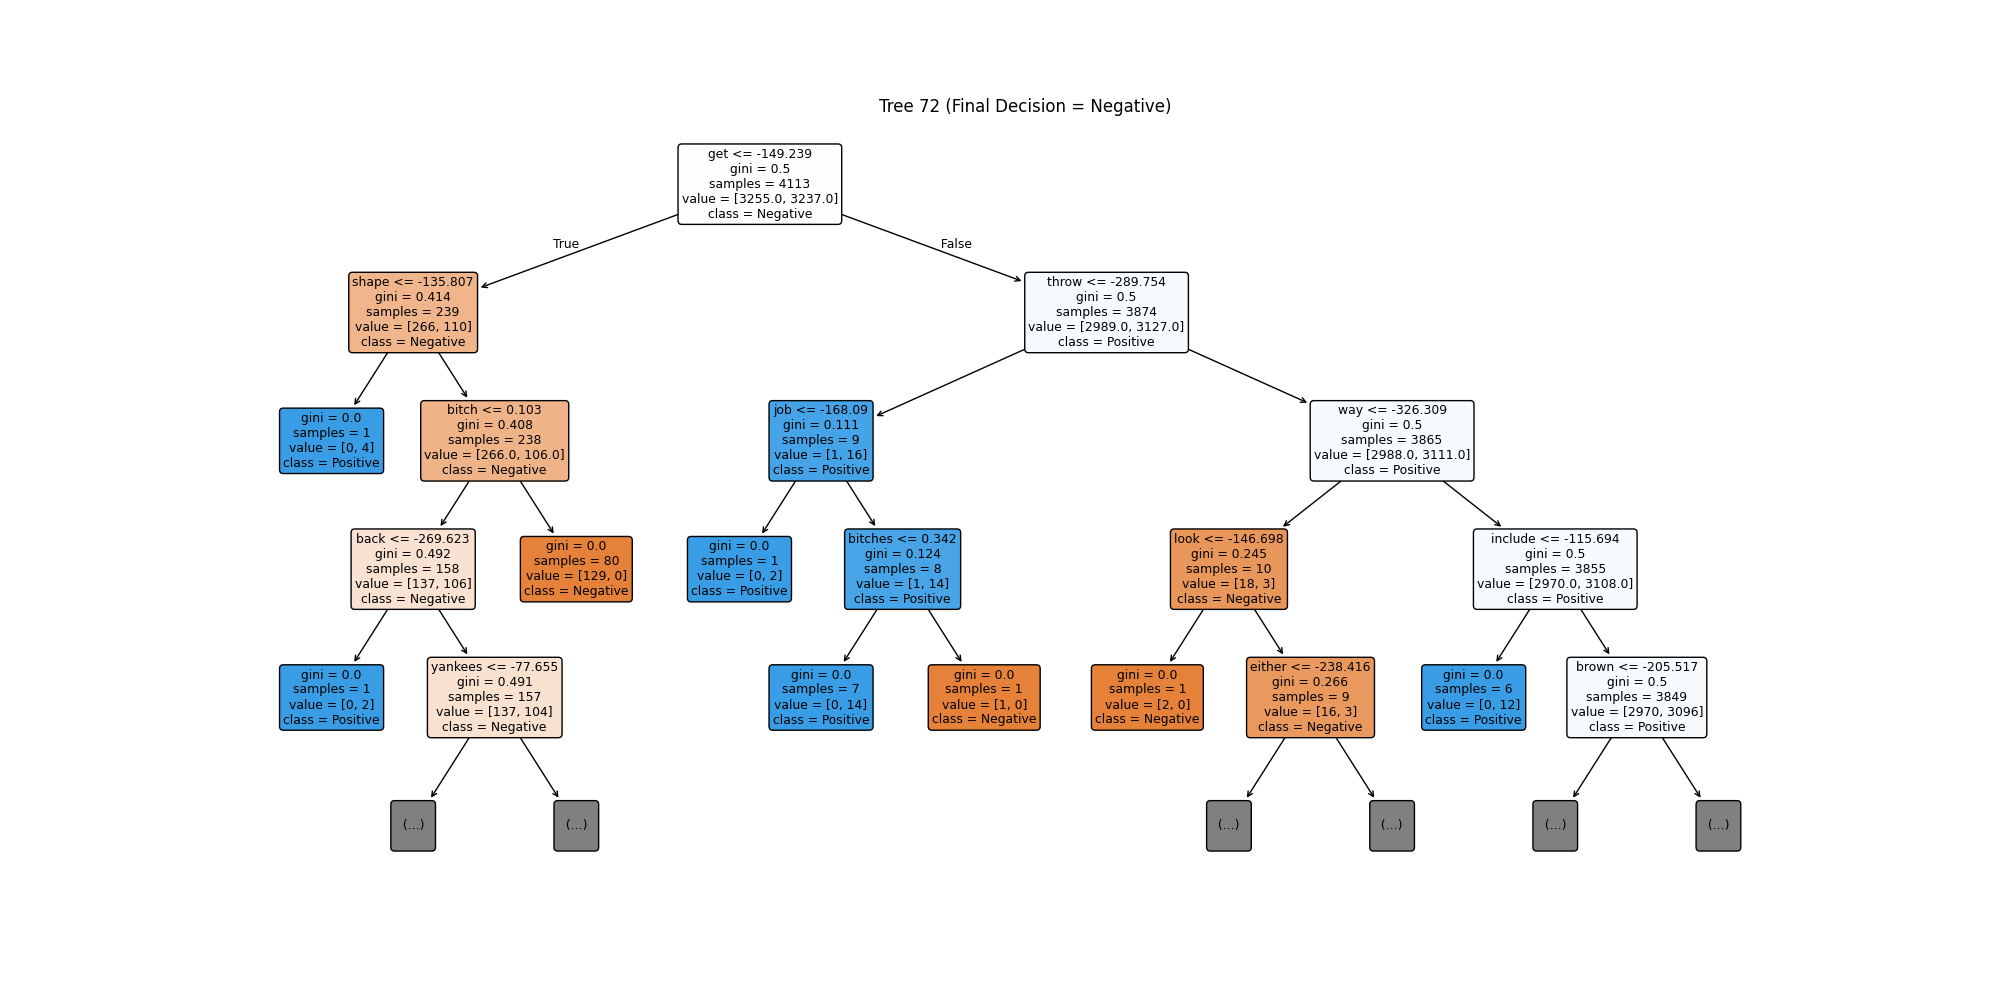 Tree 72 (Final Decision = Negative)
get <= -149.239
gini = 0.5
samples = 4113
value = [3255.0, 3237.0]
class = Negative
True
False
shape <= -135.807
gini = 0.414
samples = 239
value = [266, 110]
class = Negative
throw <= -289.754
gini = 0.5
samples = 3874
value = [2989.0, 3127.0]
class = Positive
gini = 0.0
samples = 1
value = [0, 4]
class = Positive
bitch <= 0.103
gini = 0.408
samples = 238
value = [266.0, 106.0]
class = Negative
job <= -168.09
gini = 0.111
samples = 9
value = [1, 16]
class = Positive
way <= -326.309
gini = 0.5
samples = 3865
value = [2988.0, 3111.0]
class = Positive
back <= -269.623
gini = 0.492
samples = 158
value = [137, 106]
class = Negative
gini = 0.0
samples = 80
value = [129, 0]
class = Negative
gini = 0.0
samples = 1
value = [0, 2]
class = Positive
bitches <= 0.342
gini = 0.124
samples = 8
value = [1, 14]
class = Positive
look <= -146.698
gini = 0.245
samples = 10
value = [18, 3]
class = Negative
include <= -115.694
gini = 0.5
samples = 3855
value = [2970.0, 3108.0]
class = Positive
gini = 0.0
samples = 1
value = [0, 2]
class = Positive
yankees <= -77.655
gini = 0.491
samples = 157
value = [137, 104]
class = Negative
gini = 0.0
samples = 7
value = [0, 14]
class = Positive
gini = 0.0
samples = 1
value = [1, 0]
class = Negative
gini = 0.0
samples = 1
value = [2, 0]
class = Negative
either <= -238.416
gini = 0.266
samples = 9
value = [16, 3]
class = Negative
gini = 0.0
samples = 6
value = [0, 12]
class = Positive
brown <= -205.517
gini = 0.5
samples = 3849
value = [2970, 3096]
class = Positive
(...)
(...)
(...)
(...)
(...)
(...)